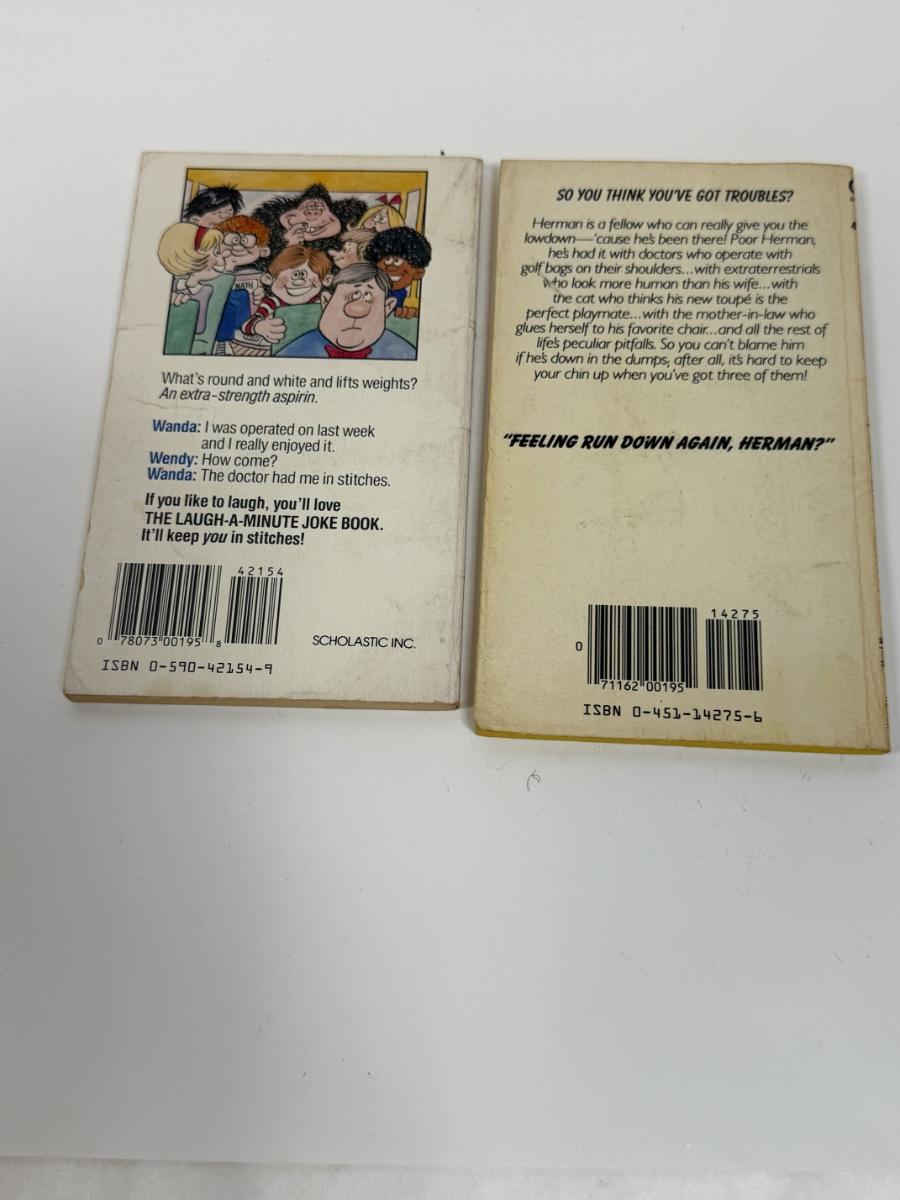 MATH
What's round and white and lifts weights?
An extra-strength aspirin.
Wanda: I was operated on last week
and I really enjoyed it.
Wendy: How come?
Wanda: The doctor had me in stitches.
If you like to laugh, you'll love
THE LAUGH-A-MINUTE JOKE BOOK.
It'll keep you in stitches!
42154
0 78073 00195 8
SCHOLASTIC INC.
ISBN 0-590-42154-9
SO YOU THINK YOU'VE GOT TROUBLES?
Herman is a fellow who can really give you the
lowdown—'cause he's been there! Poor Herman,
he's had it with doctors who operate with
golf bags on their shoulders...with extraterrestrials
who look more human than his wife...with
the cat who thinks his new toupé is the
perfect playmate...with the mother-in-law who
glues herself to his favorite chair...and all the rest of
life's peculiar pitfalls. So you can't blame him
if he's down in the dumps; after all, it's hard to keep
your chin up when you've got three of them!
"FEELING RUN DOWN AGAIN, HERMAN?"
14275
0 71162 00195
ISBN 0-451-14275-6